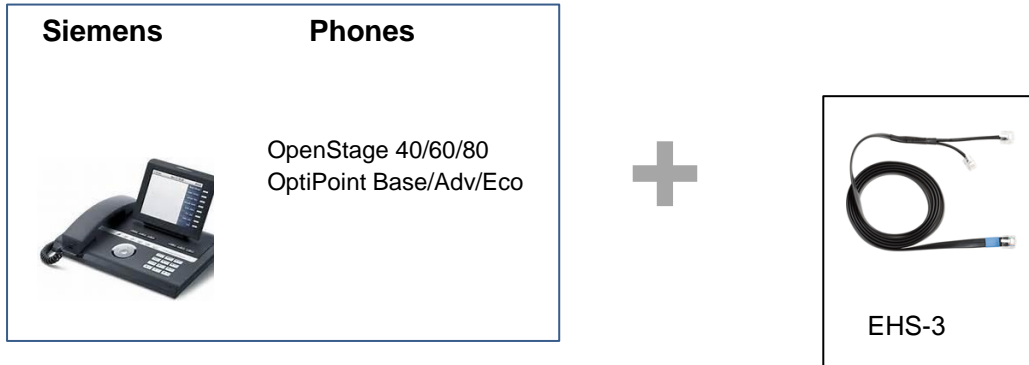 Siemens Phones
OpenStage 40/60/80
OptiPoint Base/Adv/Eco
EHS-3